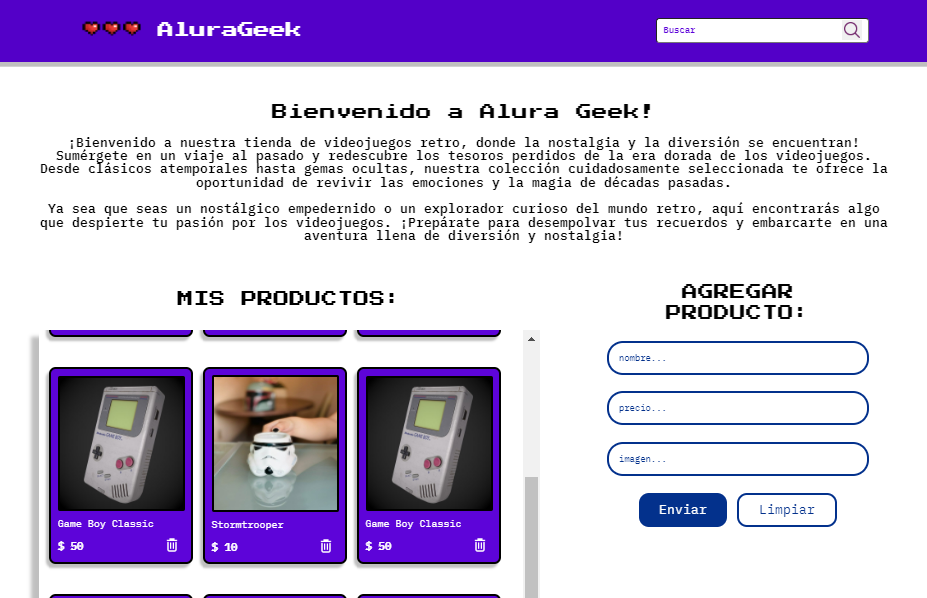 AluraGeek
Buscar
Bienvenido a Alura Geek!
¡Bienvenido a nuestra tienda de videojuegos retro, donde la nostalgia y la diversión se encuentran!
Sumérgete en un viaje al pasado y redescubre los tesoros perdidos de la era dorada de los videojuegos.
Desde clásicos atemporales hasta gemas ocultas, nuestra colección cuidadosamente seleccionada te ofrece la
oportunidad de revivir las emociones y la magia de décadas pasadas.
Ya sea que seas un nostálgico empedernido o un explorador curioso del mundo retro, aquí encontrarás algo
que despierte tu pasión por los videojuegos. ¡Prepárate para desempolvar tus recuerdos y embarcarte en una
aventura llena de diversión y nostalgia!
MIS PRODUCTOS:
Game Boy Classic
$ 50
Stormtrooper
$ 10
Game Boy Classic
$ 50
AGREGAR
PRODUCTO:
nombre...
precio...
imagen...
Enviar
Limpiar